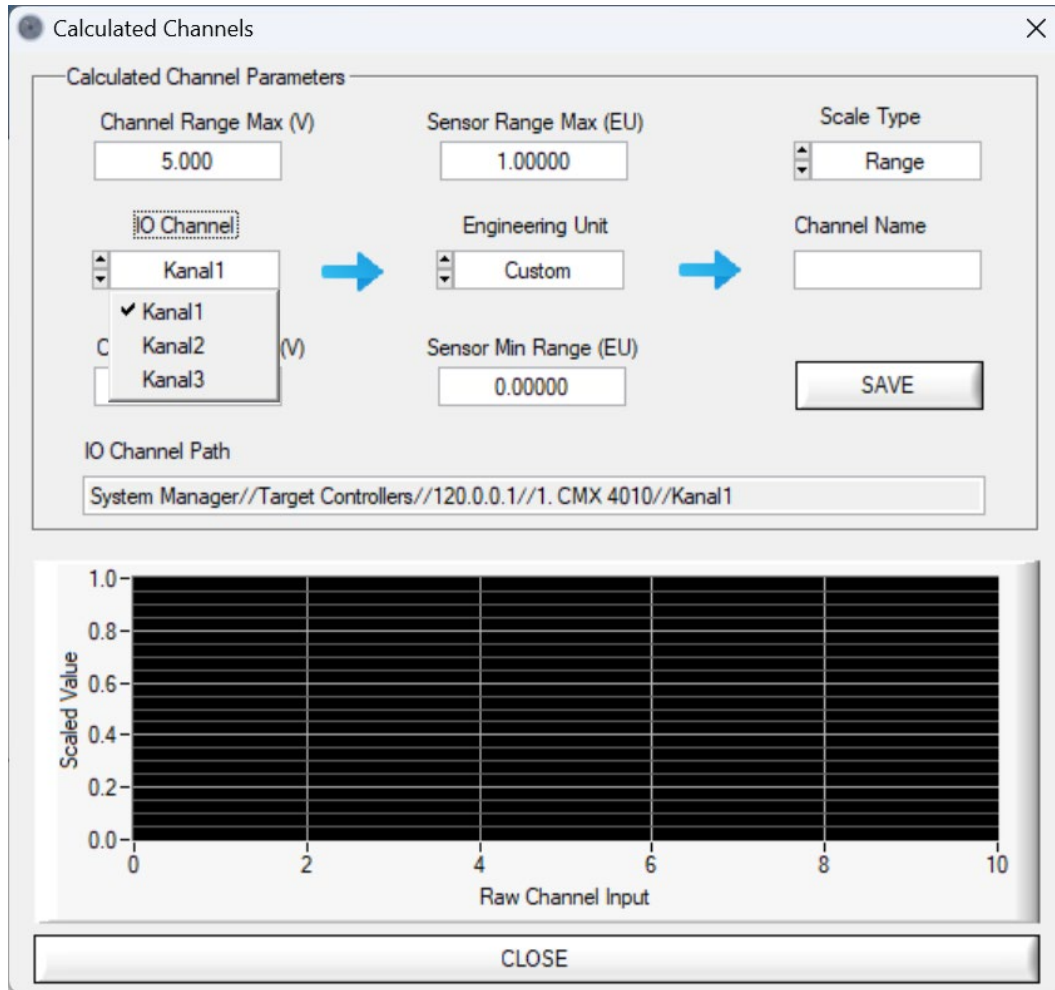 Calculated Channels
Calculated Channel Parameters
Channel Range Max (V)
Sensor Range Max (EU)
Scale Type
5.000
1.00000
Range
IO Channel
Engineering Unit
Channel Name
Kanal1
Custom
Kanal1
Kanal2
Kanal3
C
(V)
Sensor Min Range (EU)
0.00000
SAVE
IO Channel Path
System Manager//Target Controllers//120.0.0.1//1. CMX 4010//Kanal1
1.0
0.8
0.6
0.4
0.2
0.0
Scaled Value
0 2 4 6 8 10
Raw Channel Input
CLOSE